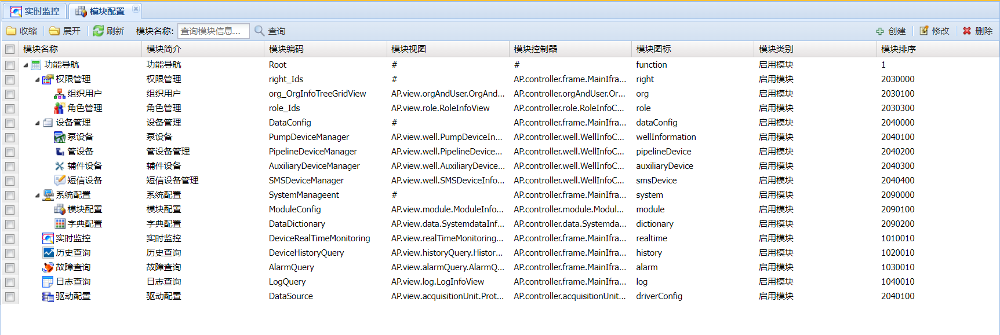 实时监控 模块配置
收缩 展开 刷新 模块名称: 查询模块信息... 查询 创建 修改 删除
模块名称 模块简介 模块编码 模块视图 模块控制器 模块图标 模块类别 模块排序
功能导航 功能导航 Root # # function 启用模块 1
权限管理 权限管理 right_Ids # AP.controller.frame.MainIfra... right 启用模块 2030000
组织用户 组织用户 org_OrgInfoTreeGridView AP.view.orgAndUser.OrgAnd... AP.controller.orgAndUser.Or... org 启用模块 2030100
角色管理 角色管理 role_Ids AP.view.role.RoleInfoView AP.controller.role.RoleInfoC... role 启用模块 2030300
设备管理 设备管理 DataConfig # AP.controller.frame.MainIfra... dataConfig 启用模块 2040000
泵设备 泵设备 PumpDeviceManager AP.view.well.PumpDeviceIn... AP.controller.well.WellInfoC... wellInformation 启用模块 2040100
管设备 管设备管理 PipelineDeviceManager AP.view.well.PipelineDevice... AP.controller.well.WellInfoC... pipelineDevice 启用模块 2040200
辅件设备 辅件设备 AuxiliaryDeviceManager AP.view.well.AuxiliaryDevice... AP.controller.well.WellInfoC... auxiliaryDevice 启用模块 2040300
短信设备 短信设备管理 SMSDeviceManager AP.view.well.SMSDeviceInfo... AP.controller.well.WellInfoC... smsDevice 启用模块 2040400
系统配置 系统配置 SystemManageent # AP.controller.frame.MainIfra... system 启用模块 2090000
模块配置 模块配置 ModuleConfig AP.view.module.ModuleInfo... AP.controller.module.Modul... module 启用模块 2090100
字典配置 字典配置 DataDictionary AP.view.data.SystemdataInf... AP.controller.data.Systemda... dictionary 启用模块 2090200
实时监控 实时监控 DeviceRealTimeMonitoring AP.view.realTimeMonitoring... AP.controller.frame.MainIfra... realtime 启用模块 1010010
历史查询 历史查询 DeviceHistoryQuery AP.view.historyQuery.Histor... AP.controller.frame.MainIfra... history 启用模块 1020010
故障查询 故障查询 AlarmQuery AP.view.alarmQuery.AlarmQ... AP.controller.frame.MainIfra... alarm 启用模块 1030010
日志查询 日志查询 LogQuery AP.view.log.LogInfoView AP.controller.frame.MainIfra... log 启用模块 1040010
驱动配置 驱动配置 DataSource AP.view.acquisitionUnit.Prot... AP.controller.acquisitionUnit... driverConfig 启用模块 2040100